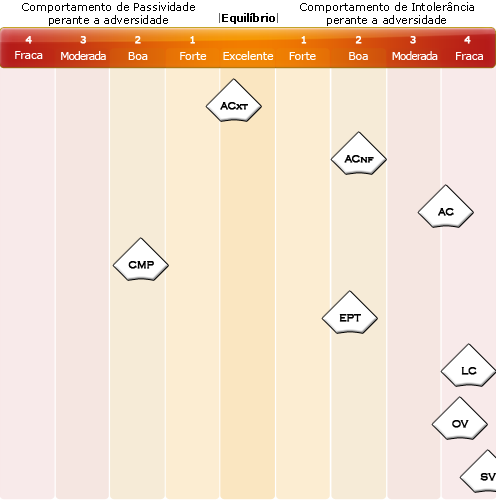 Comportamento de Passividade
perante a adversidade
|Equilíbrio|
Comportamento de Intolerância
perante a adversidade
4 3 2 1 1 2 3 4
Fraca Moderada Boa Forte Excelente Forte Boa Moderada Fraca
ACXT
ACNF
AC
CMP
EPT
LC
OV
SV